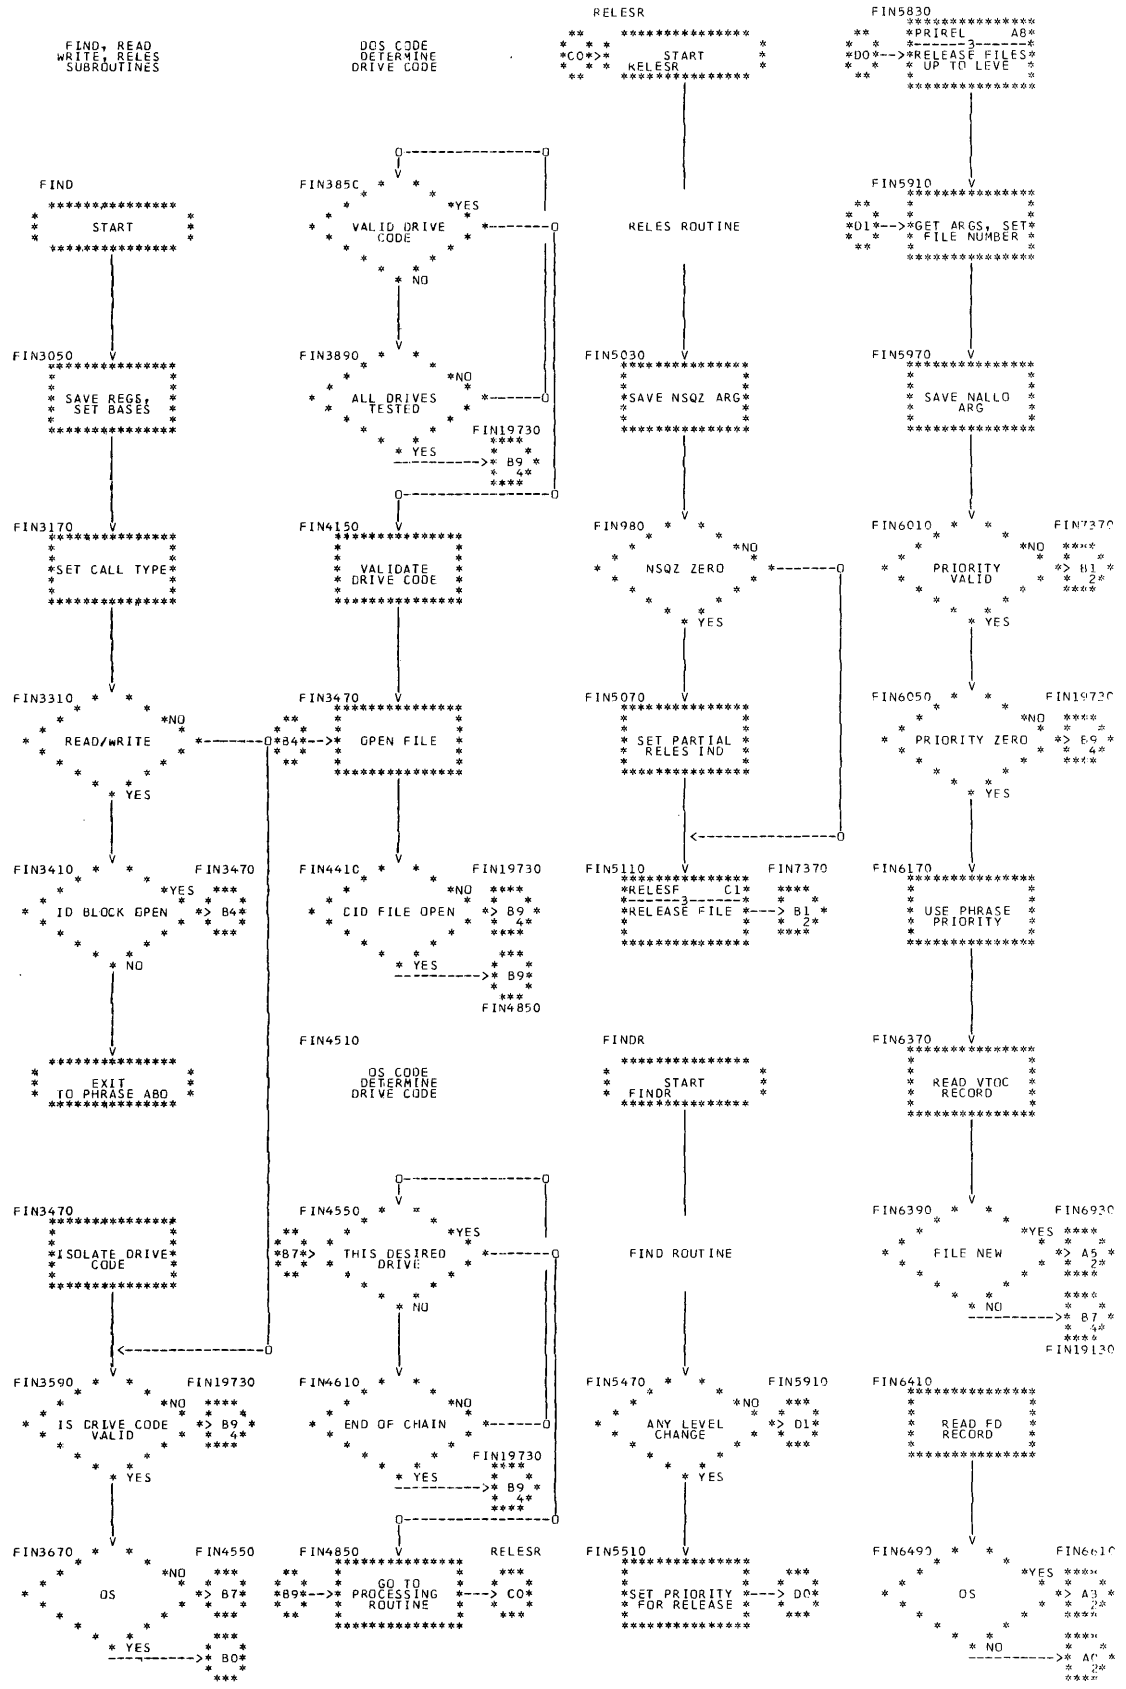 FIND, READ
WRITE, RELES
SUBROUTINES
FIND
START
FIN3050
SAVE REGS,
SET BASES
FIN3170
SET CALL TYPE
FIN3310
NO
READ/WRITE
YES
FIN3410
FIN3470
YES
ID BLOCK OPEN
B4
NO
EXIT
TO PHRASE ABO
FIN3470
ISOLATE DRIVE
CODE
FIN3590
FIN19730
NO
IS DRIVE CODE
VALID
B9
4
YES
FIN3670
FIN4550
NO
OS
B7
YES
B0
DOS CODE
DETERMINE
DRIVE CODE
FIN385C
YES
VALID DRIVE
CODE
NO
FIN3890
NO
ALL DRIVES
TESTED
FIN19730
YES
B9
4
FIN4150
VALIDATE
DRIVE CODE
FIN3470
B4
OPEN FILE
FIN441C
FIN19730
NO
CID FILE OPEN
B9
4
YES
B9
FIN4850
FIN4510
OS CODE
DETERMINE
DRIVE CODE
FIN4550
YES
B7
THIS DESIRED
DRIVE
NO
FIN4610
NO
END OF CHAIN
FIN19730
YES
B9
4
FIN4850
RELESR
B9
GO TO
PROCESSING
ROUTINE
C0
RELESR
C0
START
RELESR
RELES ROUTINE
FIN5030
SAVE NSQZ ARG
FIN980
NO
NSQZ ZERO
YES
FIN5070
SET PARTIAL
RELES IND
FIN5110
FIN7370
RELESF C1
3
RELEASE FILE
B1
2
FINDR
START
FINDR
FIND ROUTINE
FIN5470
FIN5910
NO
ANY LEVEL
CHANGE
D1
YES
FIN5510
SET PRIORITY
FOR RELEASE
D0
FIN5830
PRIREL A8
3
D0
RELEASE FILES
UP TO LEVE
FIN5910
D1
GET ARGS, SET
FILE NUMBER
FIN5970
SAVE NALLO
ARG
FIN6010
FIN7370
NO
PRIORITY
VALID
B1
2
YES
FIN6050
FIN19730
NO
PRIORITY ZERO
B9
4
YES
FIN6170
USE PHRASE
PRIORITY
FIN6370
READ VTOC
RECORD
FIN6390
FIN6930
YES
FILE NEW
A5
2
NO
B7
4
FIN19130
FIN6410
READ FD
RECORD
FIN6490
FIN6610
YES
OS
A3
2
NO
A0
2